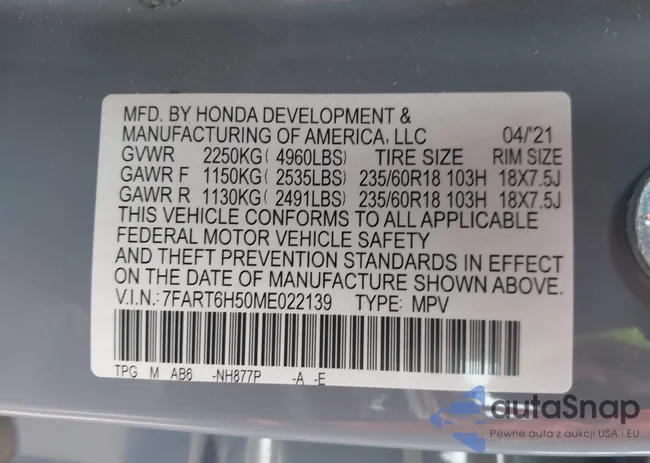 MFD. BY HONDA DEVELOPMENT &
MANUFACTURING OF AMERICA, LLC 04/'21
GVWR 2250KG ( 4960LBS) TIRE SIZE RIM SIZE
GAWR F 1150KG ( 2535LBS) 235/60R18 103H 18X7.5J
GAWR R 1130KG ( 2491LBS) 235/60R18 103H 18X7.5J
THIS VEHICLE CONFORMS TO ALL APPLICABLE
FEDERAL MOTOR VEHICLE SAFETY
AND THEFT PREVENTION STANDARDS IN EFFECT
ON THE DATE OF MANUFACTURE SHOWN ABOVE.
V.I.N.: 7FART6H50ME022139 TYPE: MPV
TPG M AB6 -NH877P -A -E
autaSnap
Pewne auta z aukcji USA i EU